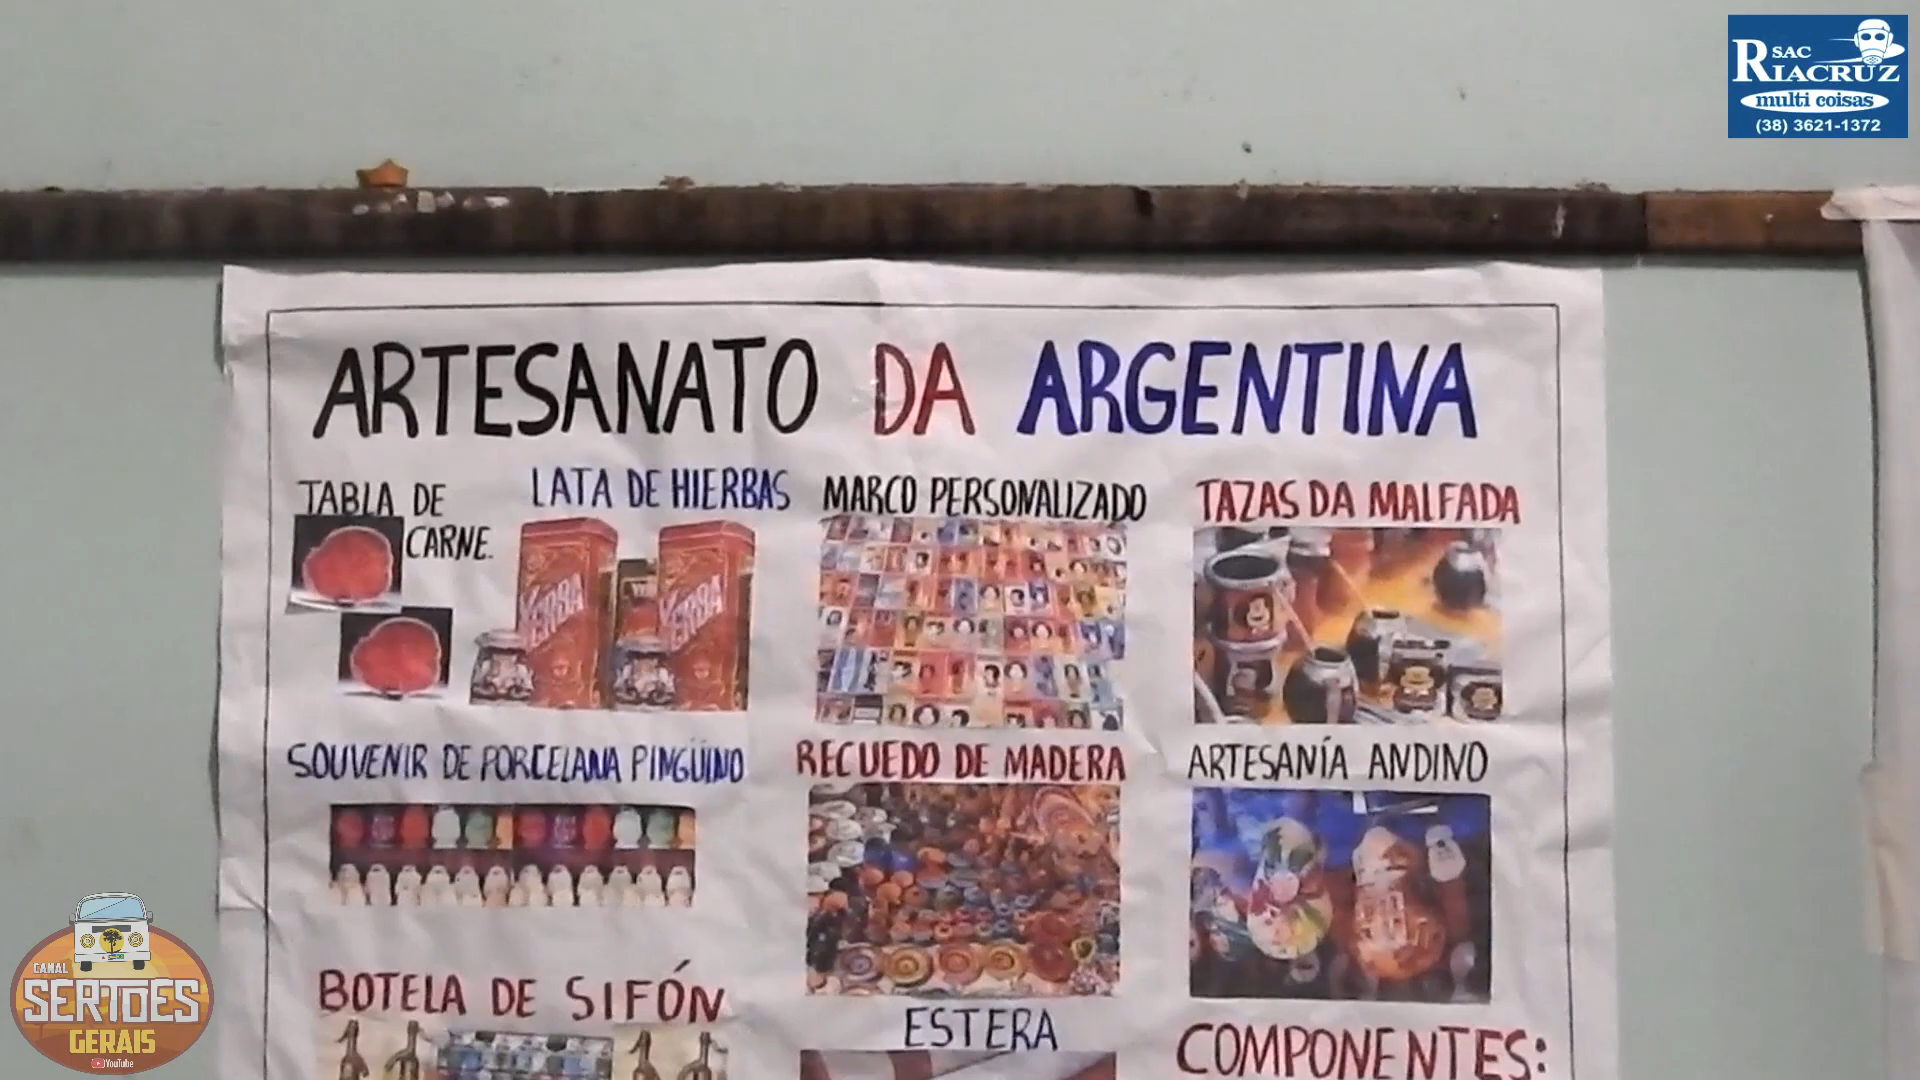 R SAC
RIACRUZ
multi coisas
(38) 3621-1372
ARTESANATO DA ARGENTINA
TABLA DE
CARNE.
LATA DE HIERBAS
MARCO PERSONALIZADO
TAZAS DA MALFADA
YERBA
YERBA
SOUVENIR DE PORCELANA PINGÜINO
RECUEDO DE MADERA
ARTESANÍA ANDINO
BOTELA DE SIFÓN
ESTERA
COMPONENTES:
CANAL
SERTOES
GERAIS
YouTube